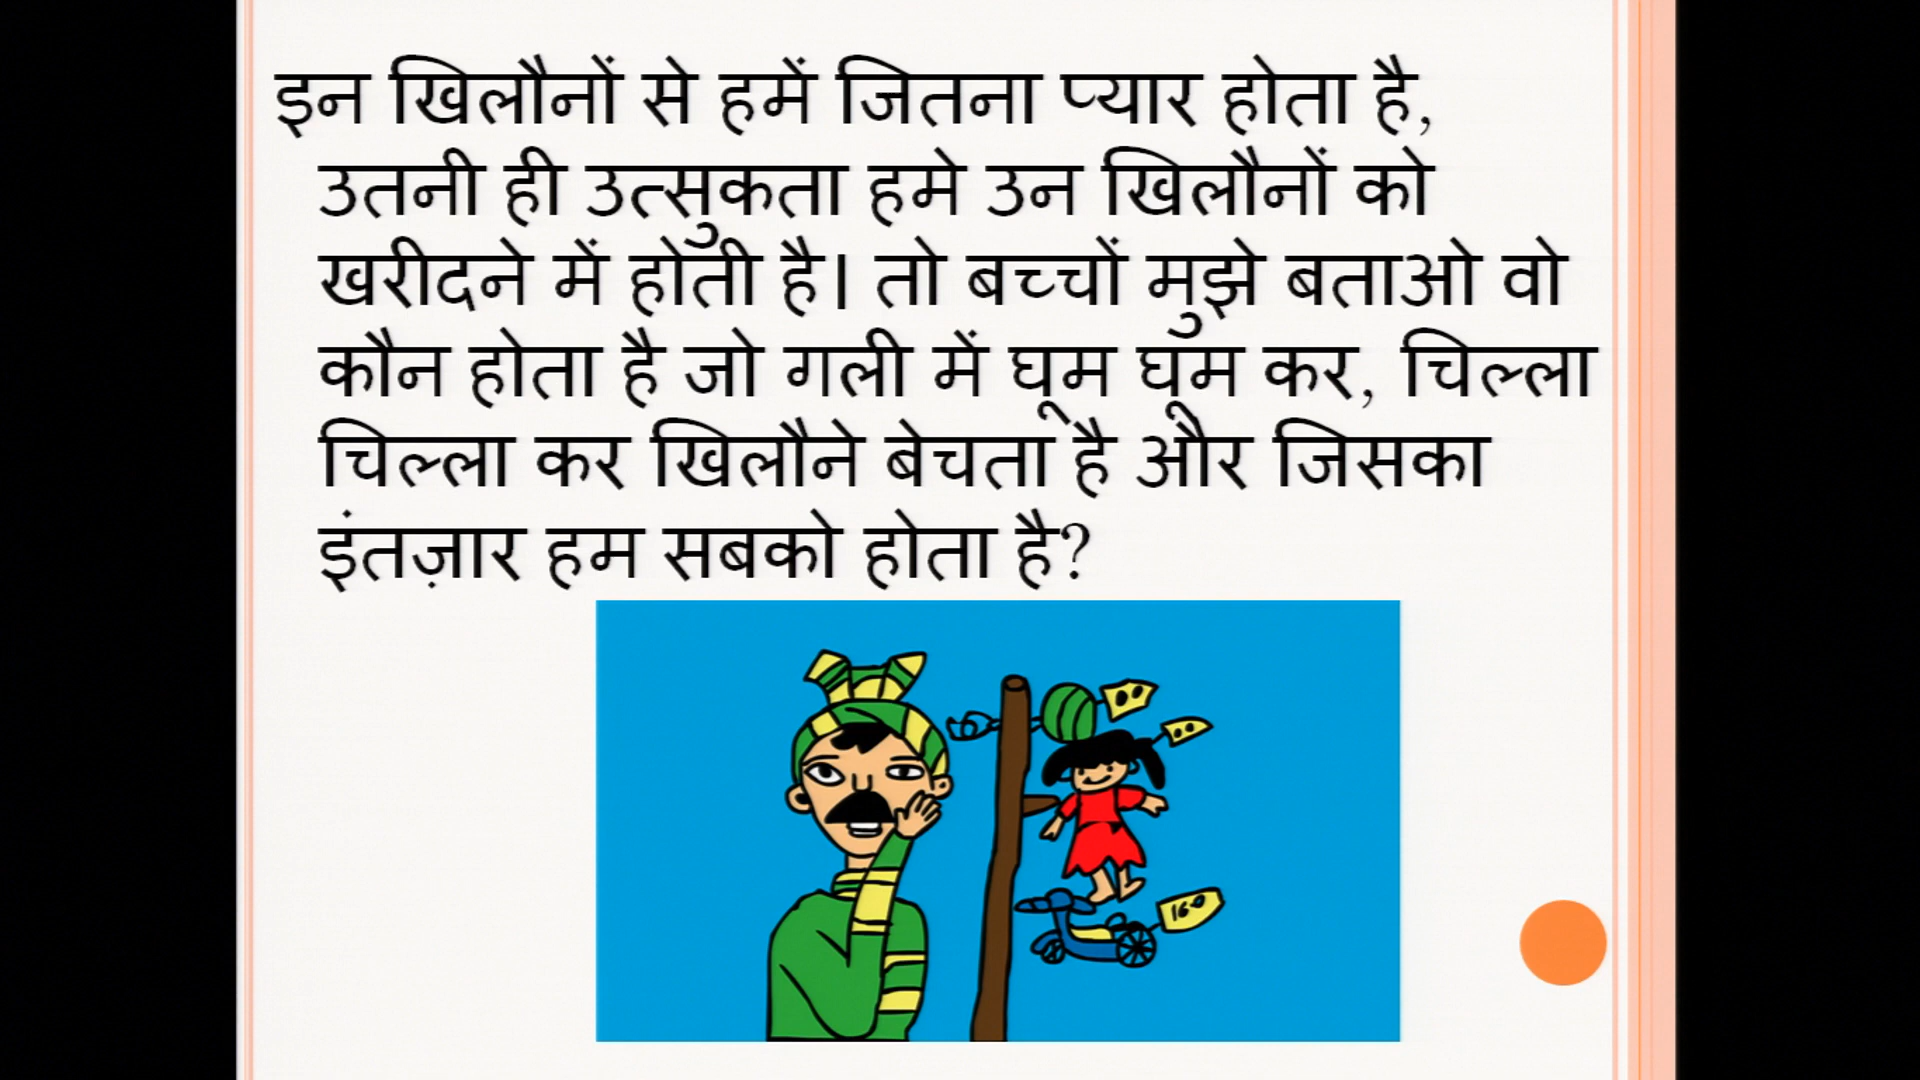 इन खिलौनों से हमें जितना प्यार होता है,
उतनी ही उत्सुकता हमे उन खिलौनों को
खरीदने में होती है। तो बच्चों मुझे बताओ वो
कौन होता है जो गली में घूम घूम कर, चिल्ला
चिल्ला कर खिलौने बेचता है और जिसका
इंतज़ार हम सबको होता है?